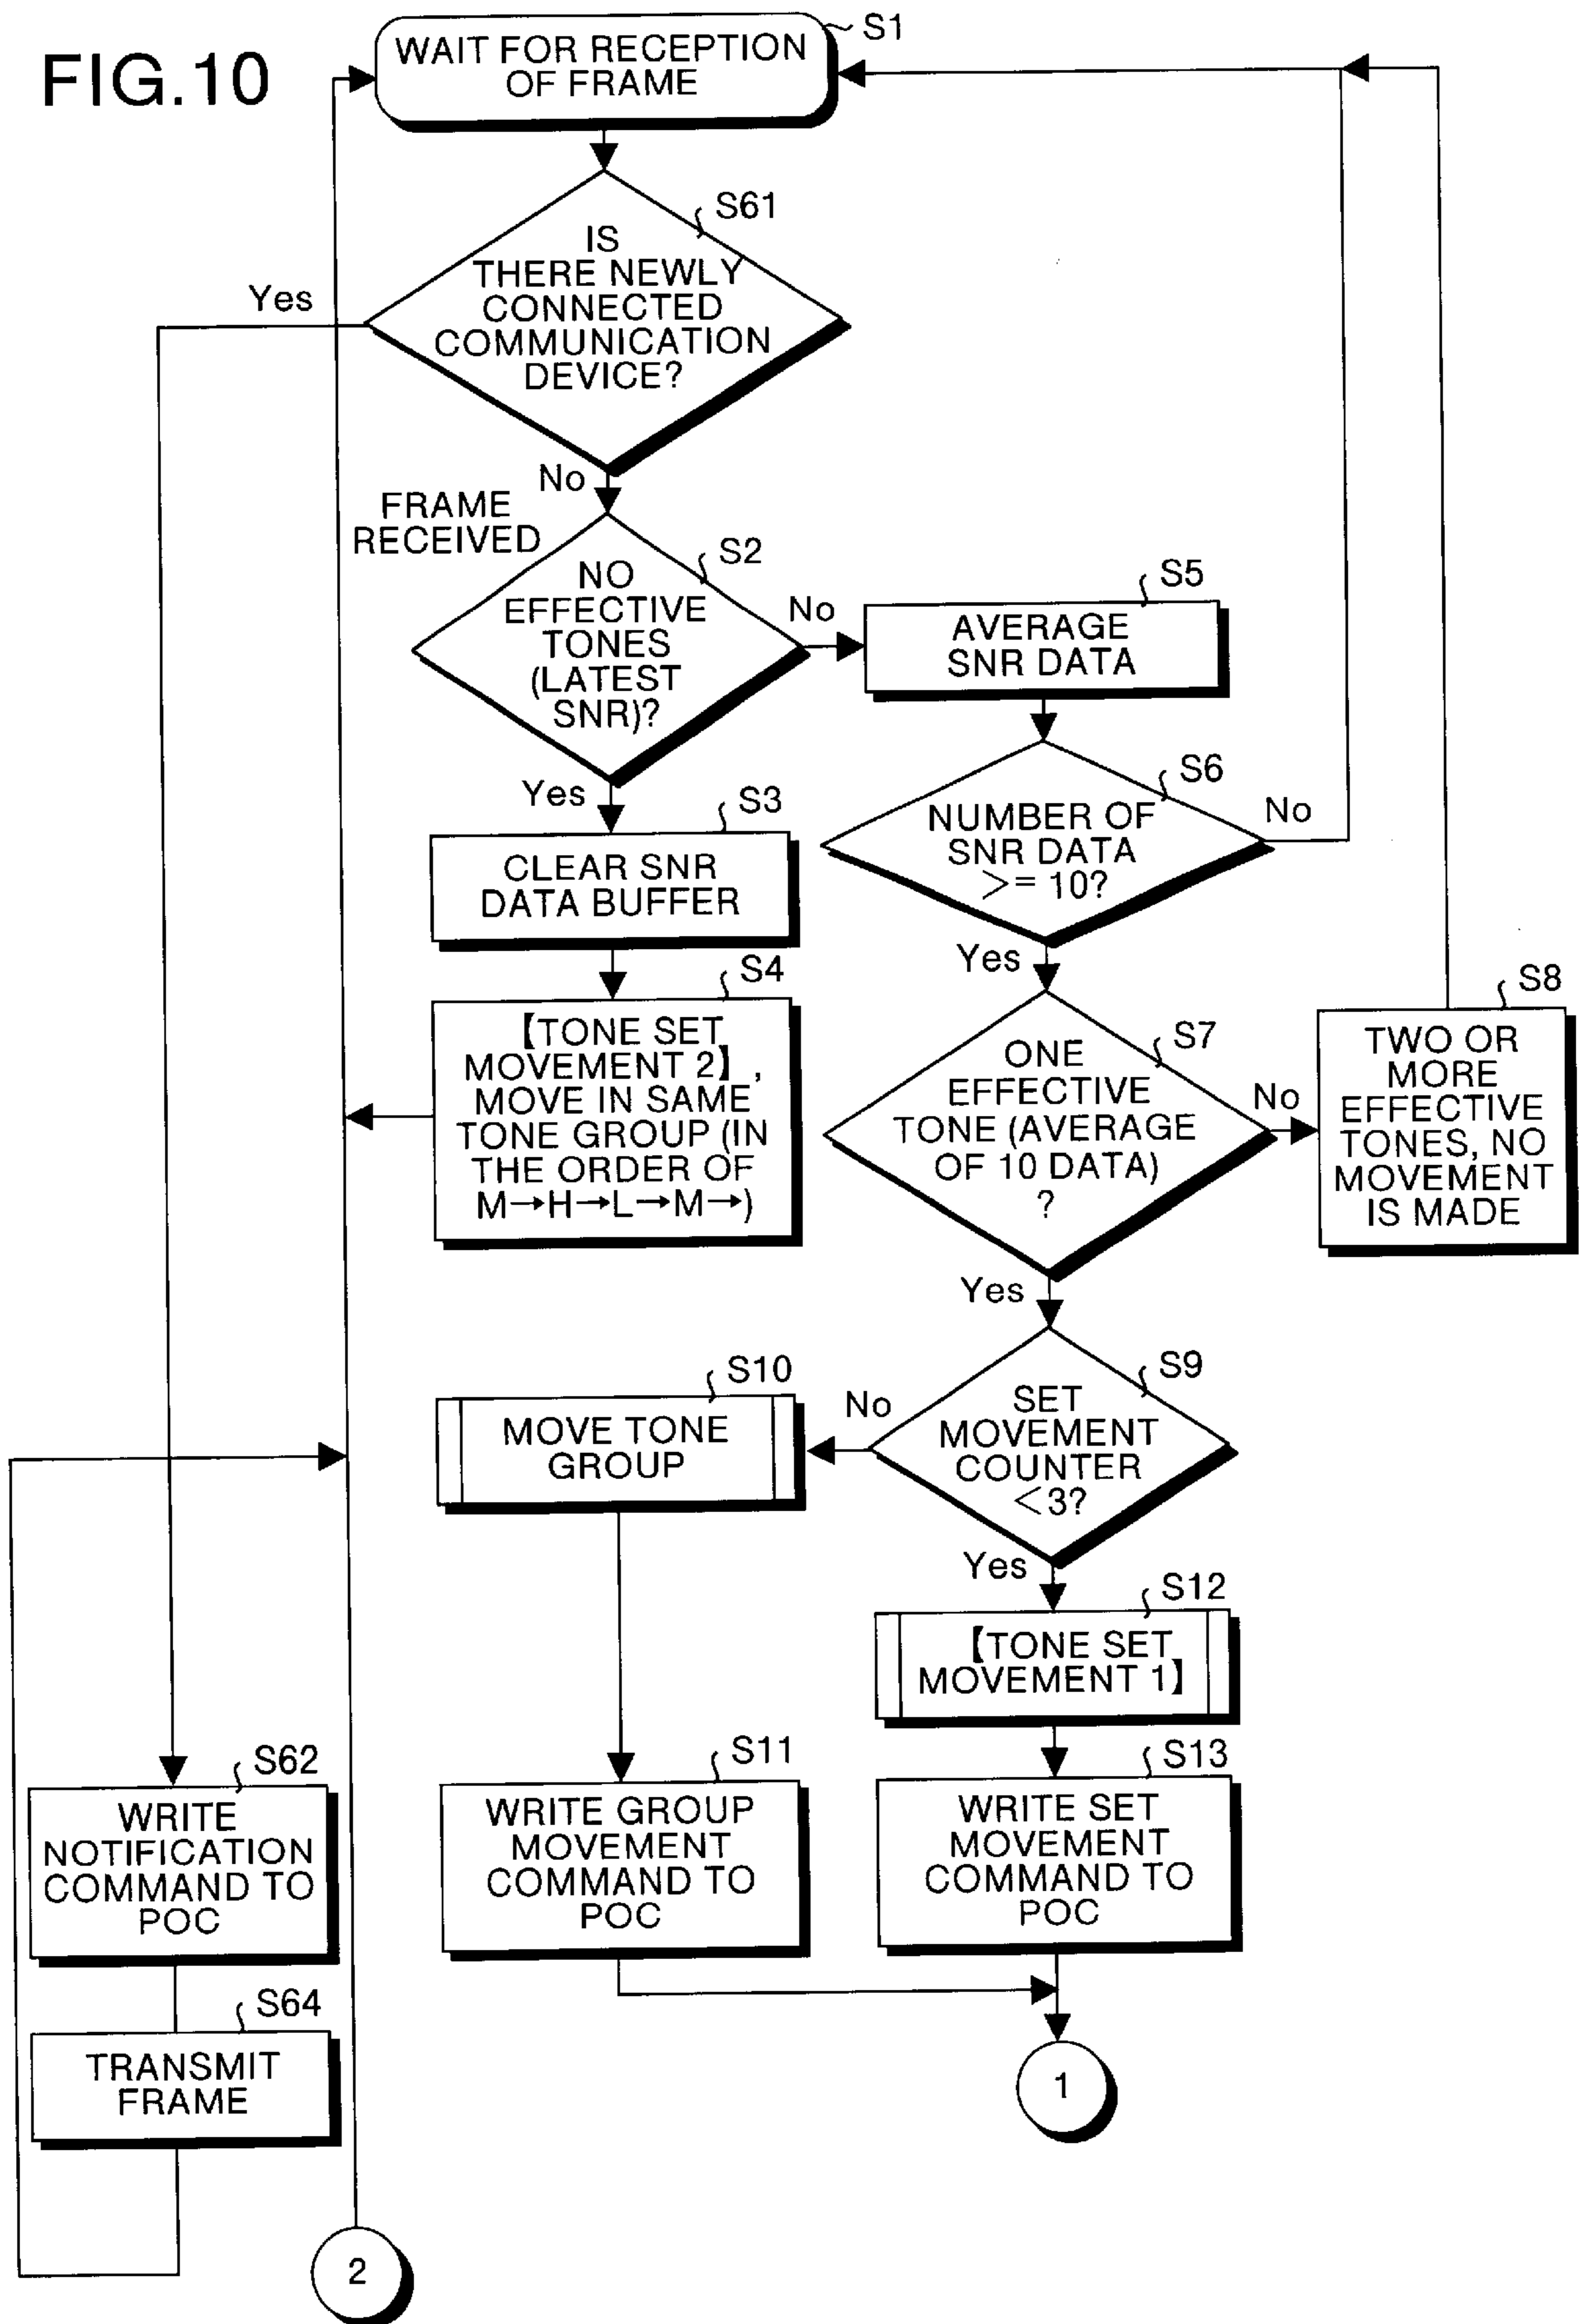 FIG.10
WAIT FOR RECEPTION
OF FRAME
S1
S61
IS
THERE NEWLY
CONNECTED
COMMUNICATION
DEVICE?
Yes
No
FRAME
RECEIVED
S2
NO
EFFECTIVE
TONES
(LATEST
SNR)?
No
Yes
S5
AVERAGE
SNR DATA
S3
CLEAR SNR
DATA BUFFER
S6
NUMBER OF
SNR DATA
>= 10?
No
Yes
S4
【TONE SET
MOVEMENT 2】,
MOVE IN SAME
TONE GROUP (IN
THE ORDER OF
M→H→L→M→)
S7
ONE
EFFECTIVE
TONE (AVERAGE
OF 10 DATA)
?
No
Yes
S8
TWO OR
MORE
EFFECTIVE
TONES, NO
MOVEMENT
IS MADE
S9
SET
MOVEMENT
COUNTER
<3?
No
Yes
S10
MOVE TONE
GROUP
S12
【TONE SET
MOVEMENT 1】
S62
WRITE
NOTIFICATION
COMMAND TO
POC
S11
WRITE GROUP
MOVEMENT
COMMAND TO
POC
S13
WRITE SET
MOVEMENT
COMMAND TO
POC
S64
TRANSMIT
FRAME
1
2